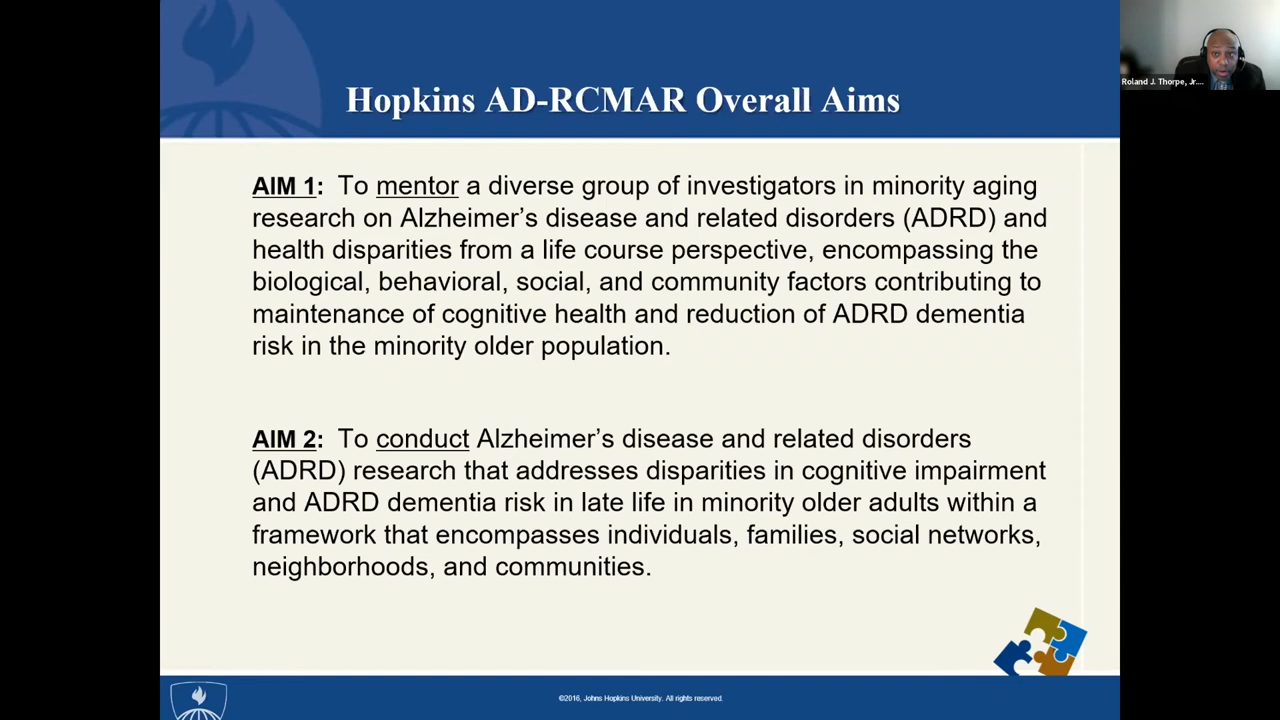 Hopkins AD-RCMAR Overall Aims
Roland J. Thorpe, Jr....
AIM 1: To mentor a diverse group of investigators in minority aging
research on Alzheimer’s disease and related disorders (ADRD) and
health disparities from a life course perspective, encompassing the
biological, behavioral, social, and community factors contributing to
maintenance of cognitive health and reduction of ADRD dementia
risk in the minority older population.
AIM 2: To conduct Alzheimer’s disease and related disorders
(ADRD) research that addresses disparities in cognitive impairment
and ADRD dementia risk in late life in minority older adults within a
framework that encompasses individuals, families, social networks,
neighborhoods, and communities.
©2016, Johns Hopkins University. All rights reserved.